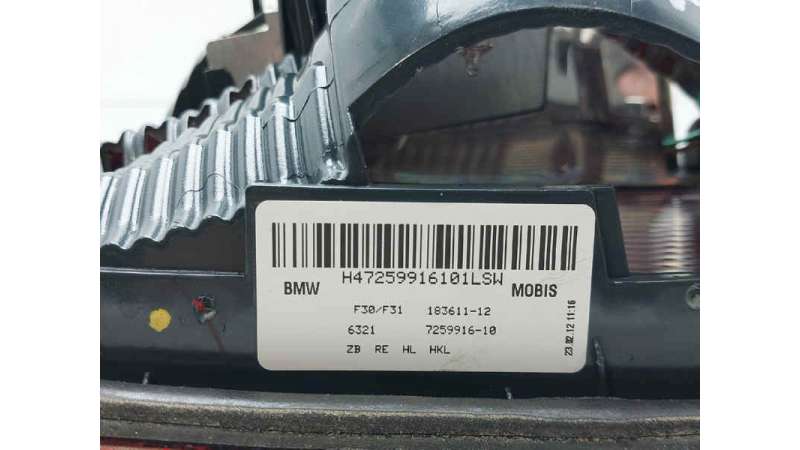 H47259916101LSW
BMW MOBIS
F30/F31 183611-12
6321 7259916-10
ZB RE HL HKL
23.02.12 11:16